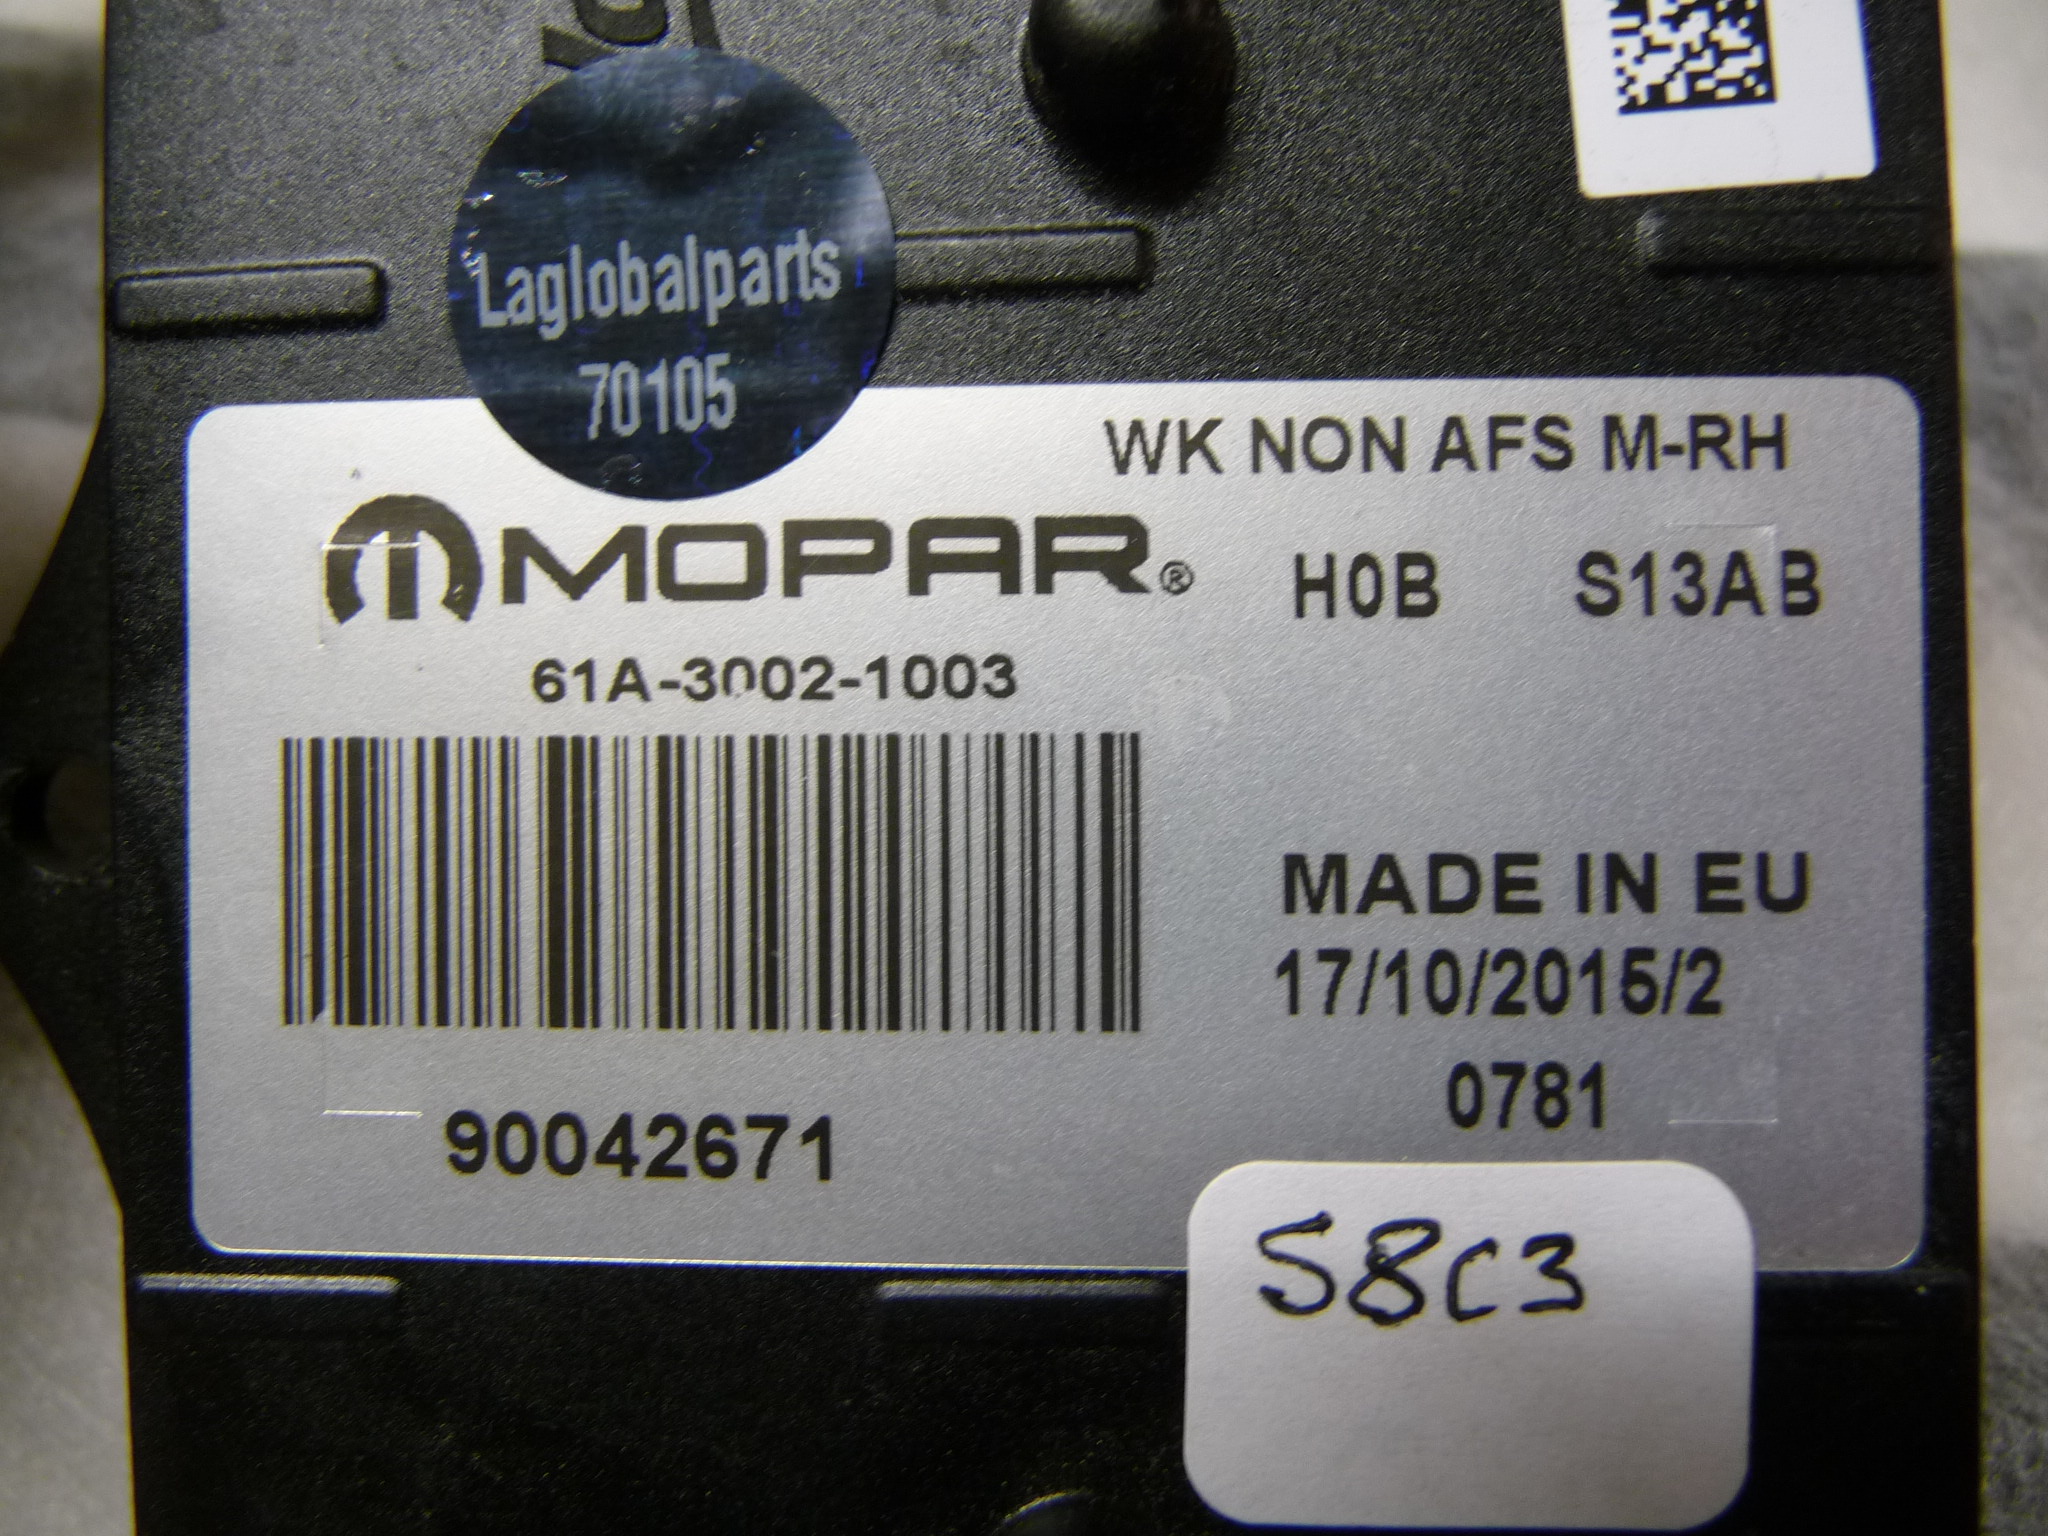 Laglobalparts
70105
WK NON AFS M-RH
MOPAR®
H0B S13AB
61A-3002-1003
MADE IN EU
17/10/2015/2
0781
90042671
S8C3